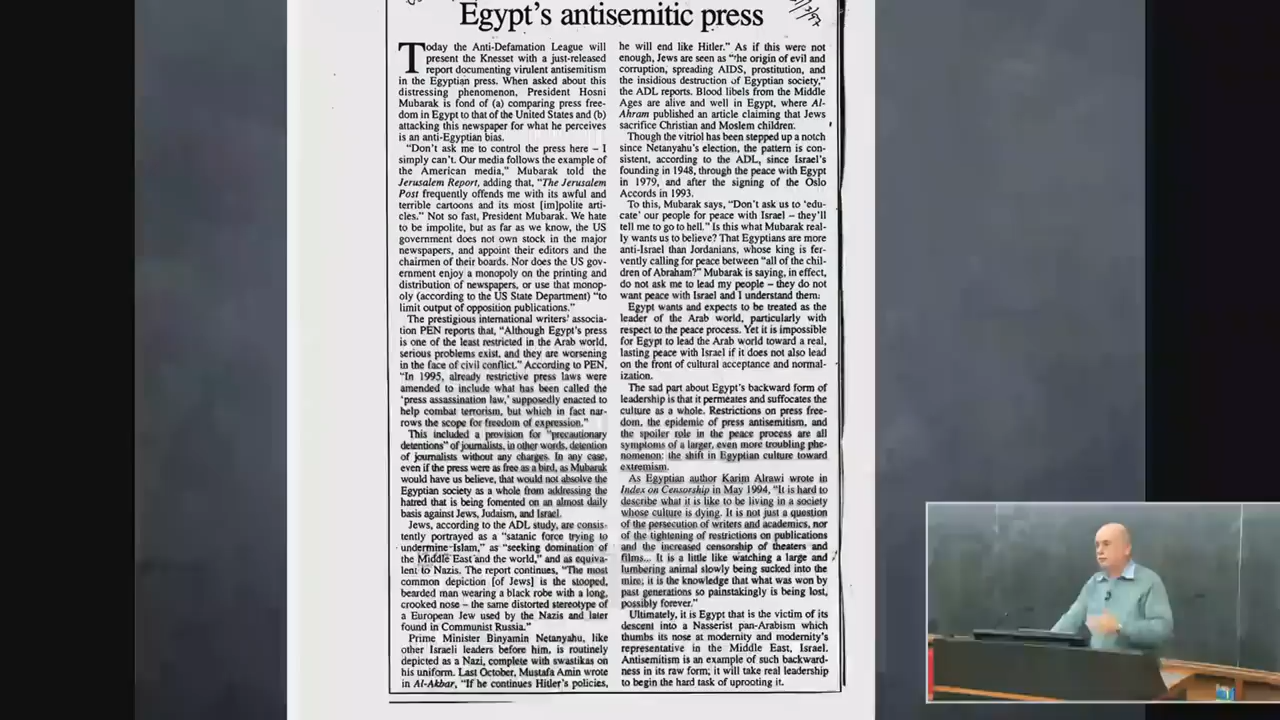 Egypt's antisemitic press
Today the Anti-Defamation League will
present the Knesset with a just-released
report documenting virulent antisemitism
in the Egyptian press. When asked about this
distressing phenomenon, President Hosni
Mubarak is fond of (a) comparing press free-
dom in Egypt to that of the United States and (b)
attacking this newspaper for what he perceives
is an anti-Egyptian bias.
"Don't ask me to control the press here – I
simply can't. Our media follows the example of
the American media," Mubarak told the
Jerusalem Report, adding that, "The Jerusalem
Post frequently offends me with its awful and
terrible cartoons and its most [im]polite arti-
cles." Not so fast, President Mubarak. We hate
to be impolite, but as far as we know, the US
government does not own stock in the major
newspapers, and appoint their editors and the
chairmen of their boards. Nor does the US gov-
ernment enjoy a monopoly on the printing and
distribution of newspapers, or use that monop-
oly (according to the US State Department) "to
limit output of opposition publications."
The prestigious international writers' associa-
tion PEN reports that, "Although Egypt's press
is one of the least restricted in the Arab world,
serious problems exist, and they are worsening
in the face of civil conflict." According to PEN,
"In 1995, already restrictive press laws were
amended to include what has been called the
'press assassination law,' supposedly enacted to
help combat terrorism, but which in fact nar-
rows the scope for freedom of expression."
This included a provision for "precautionary
detentions" of journalists, in other words, detention
of journalists without any charges. In any case,
even if the press were as free as a bird, as Mubarak
would have us believe, that would not absolve the
Egyptian society as a whole from addressing the
hatred that is being fomented on an almost daily
basis against Jews, Judaism, and Israel.
Jews, according to the ADL study, are consis-
tently portrayed as a "satanic force trying to
undermine Islam," as "seeking domination of
the Middle East and the world," and as equiva-
lent to Nazis. The report continues, "The most
common depiction [of Jews] is the stooped,
bearded man wearing a black robe with a long,
crooked nose – the same distorted stereotype of
a European Jew used by the Nazis and later
found in Communist Russia."
Prime Minister Binyamin Netanyahu, like
other Israeli leaders before him, is routinely
depicted as a Nazi, complete with swastikas on
his uniform. Last October, Mustafa Amin wrote
in Al-Akbar, "If he continues Hitler's policies,
he will end like Hitler." As if this were not
enough, Jews are seen as "the origin of evil and
corruption, spreading AIDS, prostitution, and
the insidious destruction of Egyptian society,"
the ADL reports. Blood libels from the Middle
Ages are alive and well in Egypt, where Al-
Ahram published an article claiming that Jews
sacrifice Christian and Moslem children.
Though the vitriol has been stepped up a notch
since Netanyahu's election, the pattern is con-
sistent, according to the ADL, since Israel's
founding in 1948, through the peace with Egypt
in 1979, and after the signing of the Oslo
Accords in 1993.
To this, Mubarak says, "Don't ask us to 'edu-
cate' our people for peace with Israel – they'll
tell me to go to hell." Is this what Mubarak real-
ly wants us to believe? That Egyptians are more
anti-Israel than Jordanians, whose king is fer-
vently calling for peace between "all of the chil-
dren of Abraham?" Mubarak is saying, in effect,
do not ask me to lead my people – they do not
want peace with Israel and I understand them.
Egypt wants and expects to be treated as the
leader of the Arab world, particularly with
respect to the peace process. Yet it is impossible
for Egypt to lead the Arab world toward a real,
lasting peace with Israel if it does not also lead
on the front of cultural acceptance and normal-
ization.
The sad part about Egypt's backward form of
leadership is that it permeates and suffocates the
culture as a whole. Restrictions on press free-
dom, the epidemic of press antisemitism, and
the spoiler role in the peace process are all
symptoms of a larger, even more troubling phe-
nomenon: the shift in Egyptian culture toward
extremism.
As Egyptian author Karim Alrawi wrote in
Index on Censorship in May 1994, "It is hard to
describe what it is like to be living in a society
whose culture is dying. It is not just a question
of the persecution of writers and academics, nor
of the tightening of restrictions on publications
and the increased censorship of theaters and
films... It is a little like watching a large and
lumbering animal slowly being sucked into the
mire; it is the knowledge that what was won by
past generations so painstakingly is being lost,
possibly forever."
Ultimately, it is Egypt that is the victim of its
descent into a Nasserist pan-Arabism which
thumbs its nose at modernity and modernity's
representative in the Middle East, Israel.
Antisemitism is an example of such backward-
ness in its raw form; it will take real leadership
to begin the hard task of uprooting it.